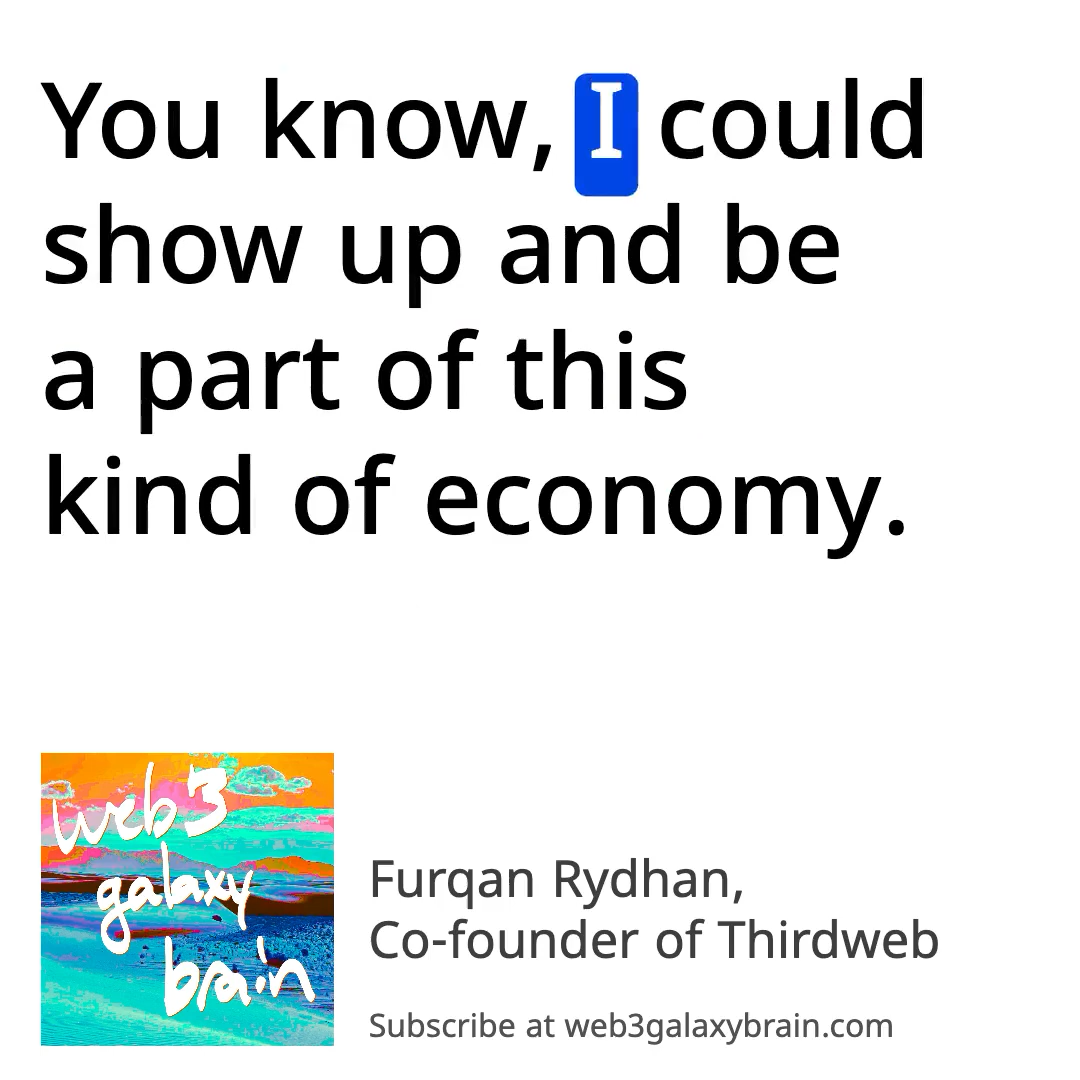 You know, I could
show up and be
a part of this
kind of economy.
web3
galaxy
brain
Furqan Rydhan,
Co-founder of Thirdweb
Subscribe at web3galaxybrain.com